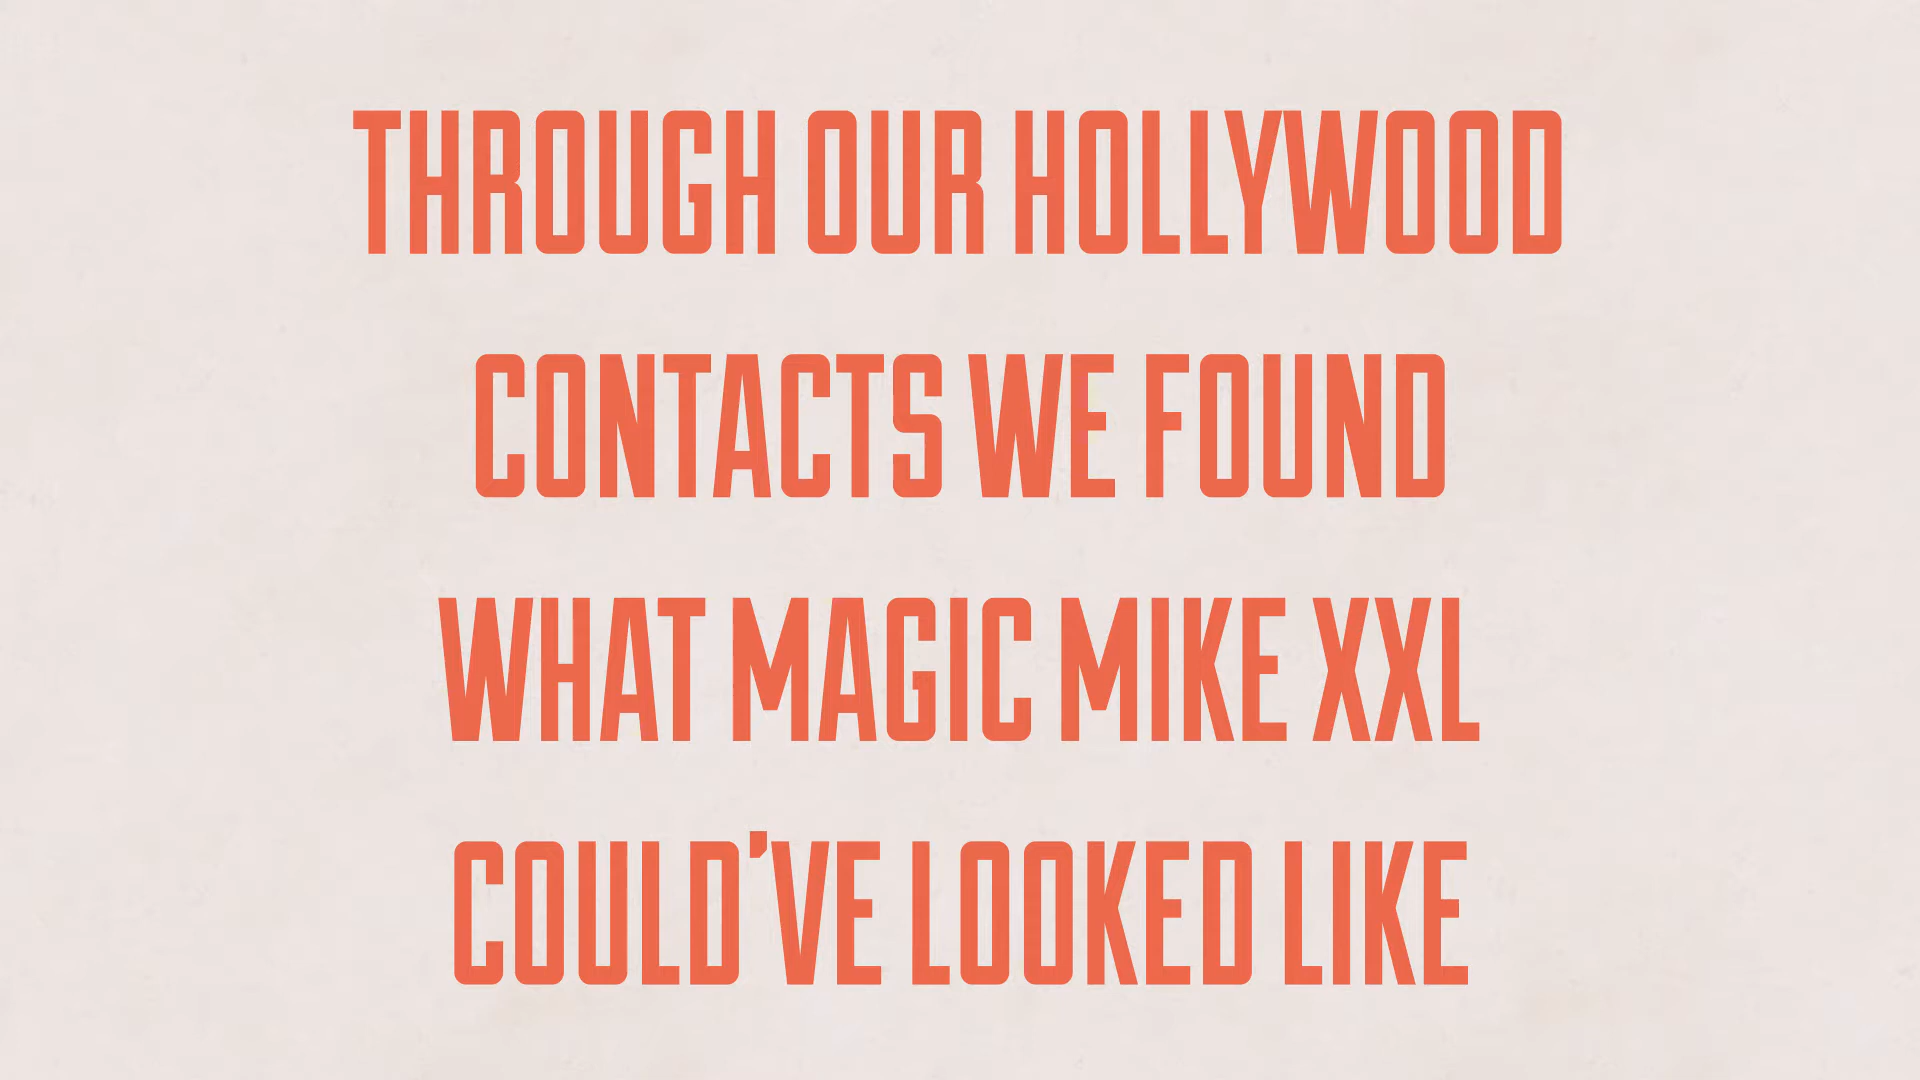 THROUGH OUR HOLLYWOOD
CONTACTS WE FOUND
WHAT MAGIC MIKE XXL
COULD'VE LOOKED LIKE